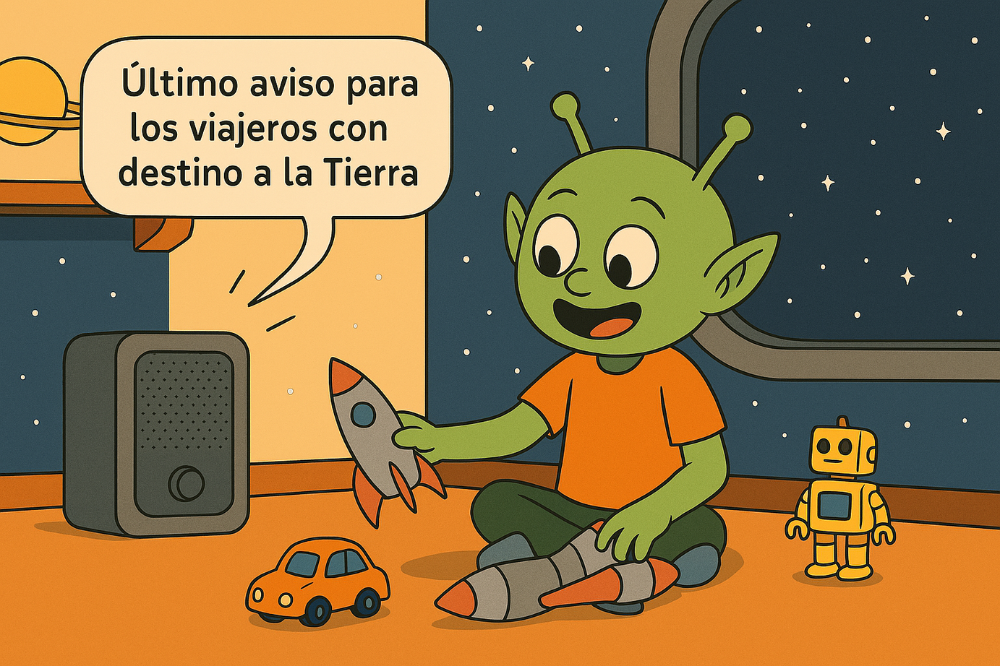 Último aviso para
los viajeros con
destino a la Tierra